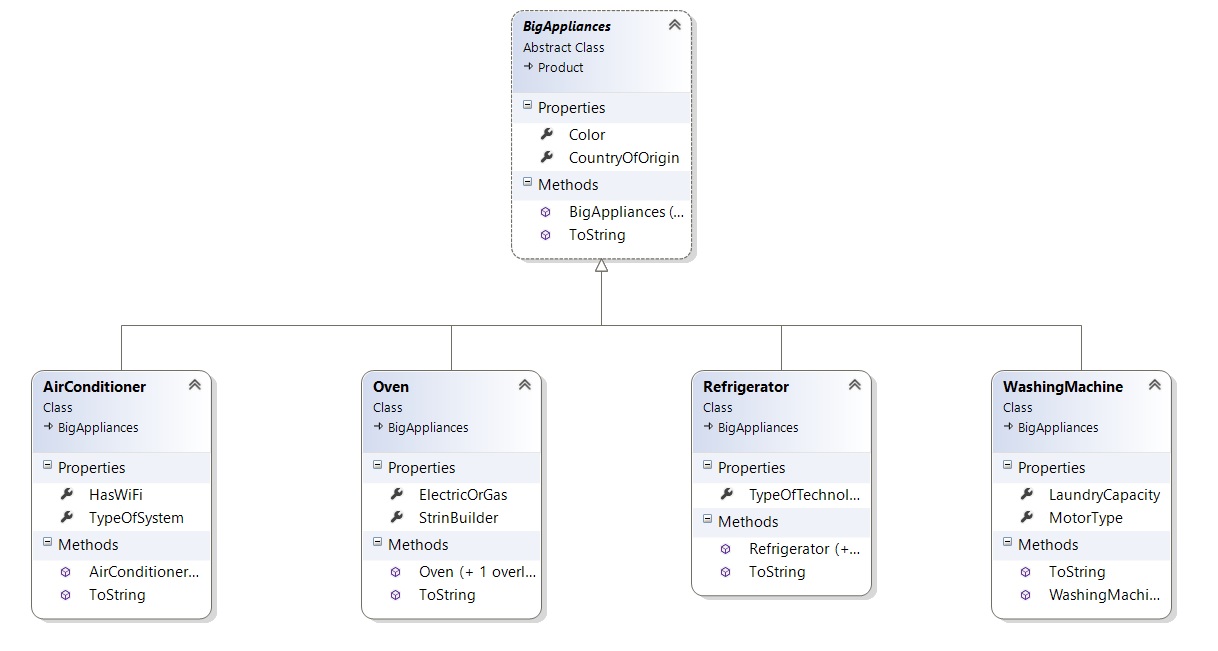 BigAppliances
Abstract Class
Product
Properties
Color
CountryOfOrigin
Methods
BigAppliances (...
ToString
AirConditioner
Class
BigAppliances
Properties
HasWiFi
TypeOfSystem
Methods
AirConditioner...
ToString
Oven
Class
BigAppliances
Properties
ElectricOrGas
StrinBuilder
Methods
Oven (+ 1 overl...
ToString
Refrigerator
Class
BigAppliances
Properties
TypeOfTechnol...
Methods
Refrigerator (+...
ToString
WashingMachine
Class
BigAppliances
Properties
LaundryCapacity
MotorType
Methods
ToString
WashingMachi...